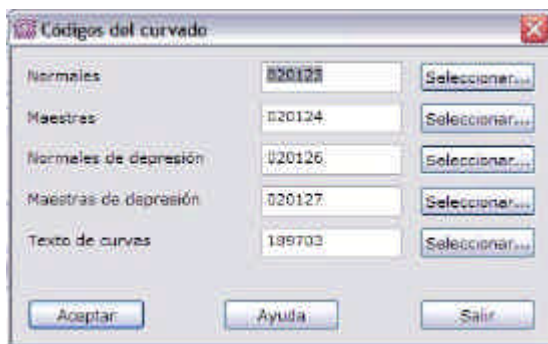 Códigos del curvado
Normales 020123 Seleccionar...
Maestras 020124 Seleccionar...
Normales de depresión 020126 Seleccionar...
Maestras de depresión 020127 Seleccionar...
Texto de curvas 189703 Seleccionar...
Aceptar Ayuda Salir